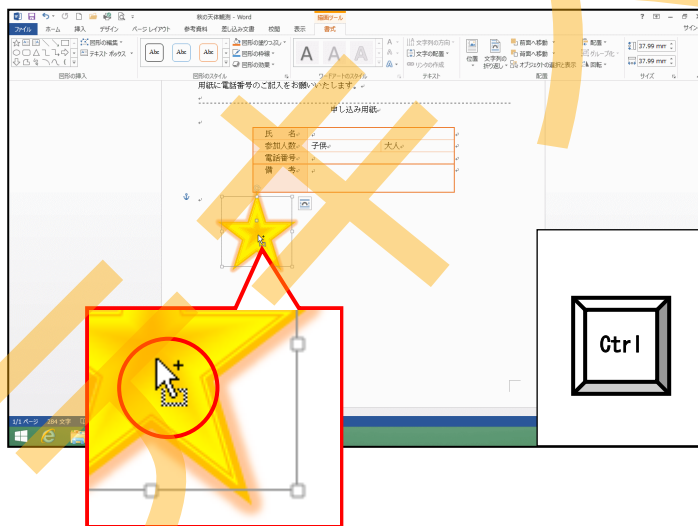 秋の天体観測 - Word
描画ツール
サイン
ファイル ホーム 挿入 デザイン ページ レイアウト 参考資料 差し込み文書 校閲 表示 書式
図形の編集
テキスト ボックス
図形の挿入
Abc Abc Abc
図形の塗りつぶし
図形の枠線
図形の効果
図形のスタイル
A A A
ワードアートのスタイル
文字列の方向
文字の配置
リンクの作成
テキスト
位置 文字列の折り返し
前面へ移動
背面へ移動
オブジェクトの選択と表示
配置
グループ化
回転
配置
37.99 mm
37.99 mm
サイズ
用紙に電話番号のご記入をお願いいたします。
申し込み用紙
氏 名
参加人数 子供 大人
電話番号
備 考
1/1 ページ 284 文字
Ctrl